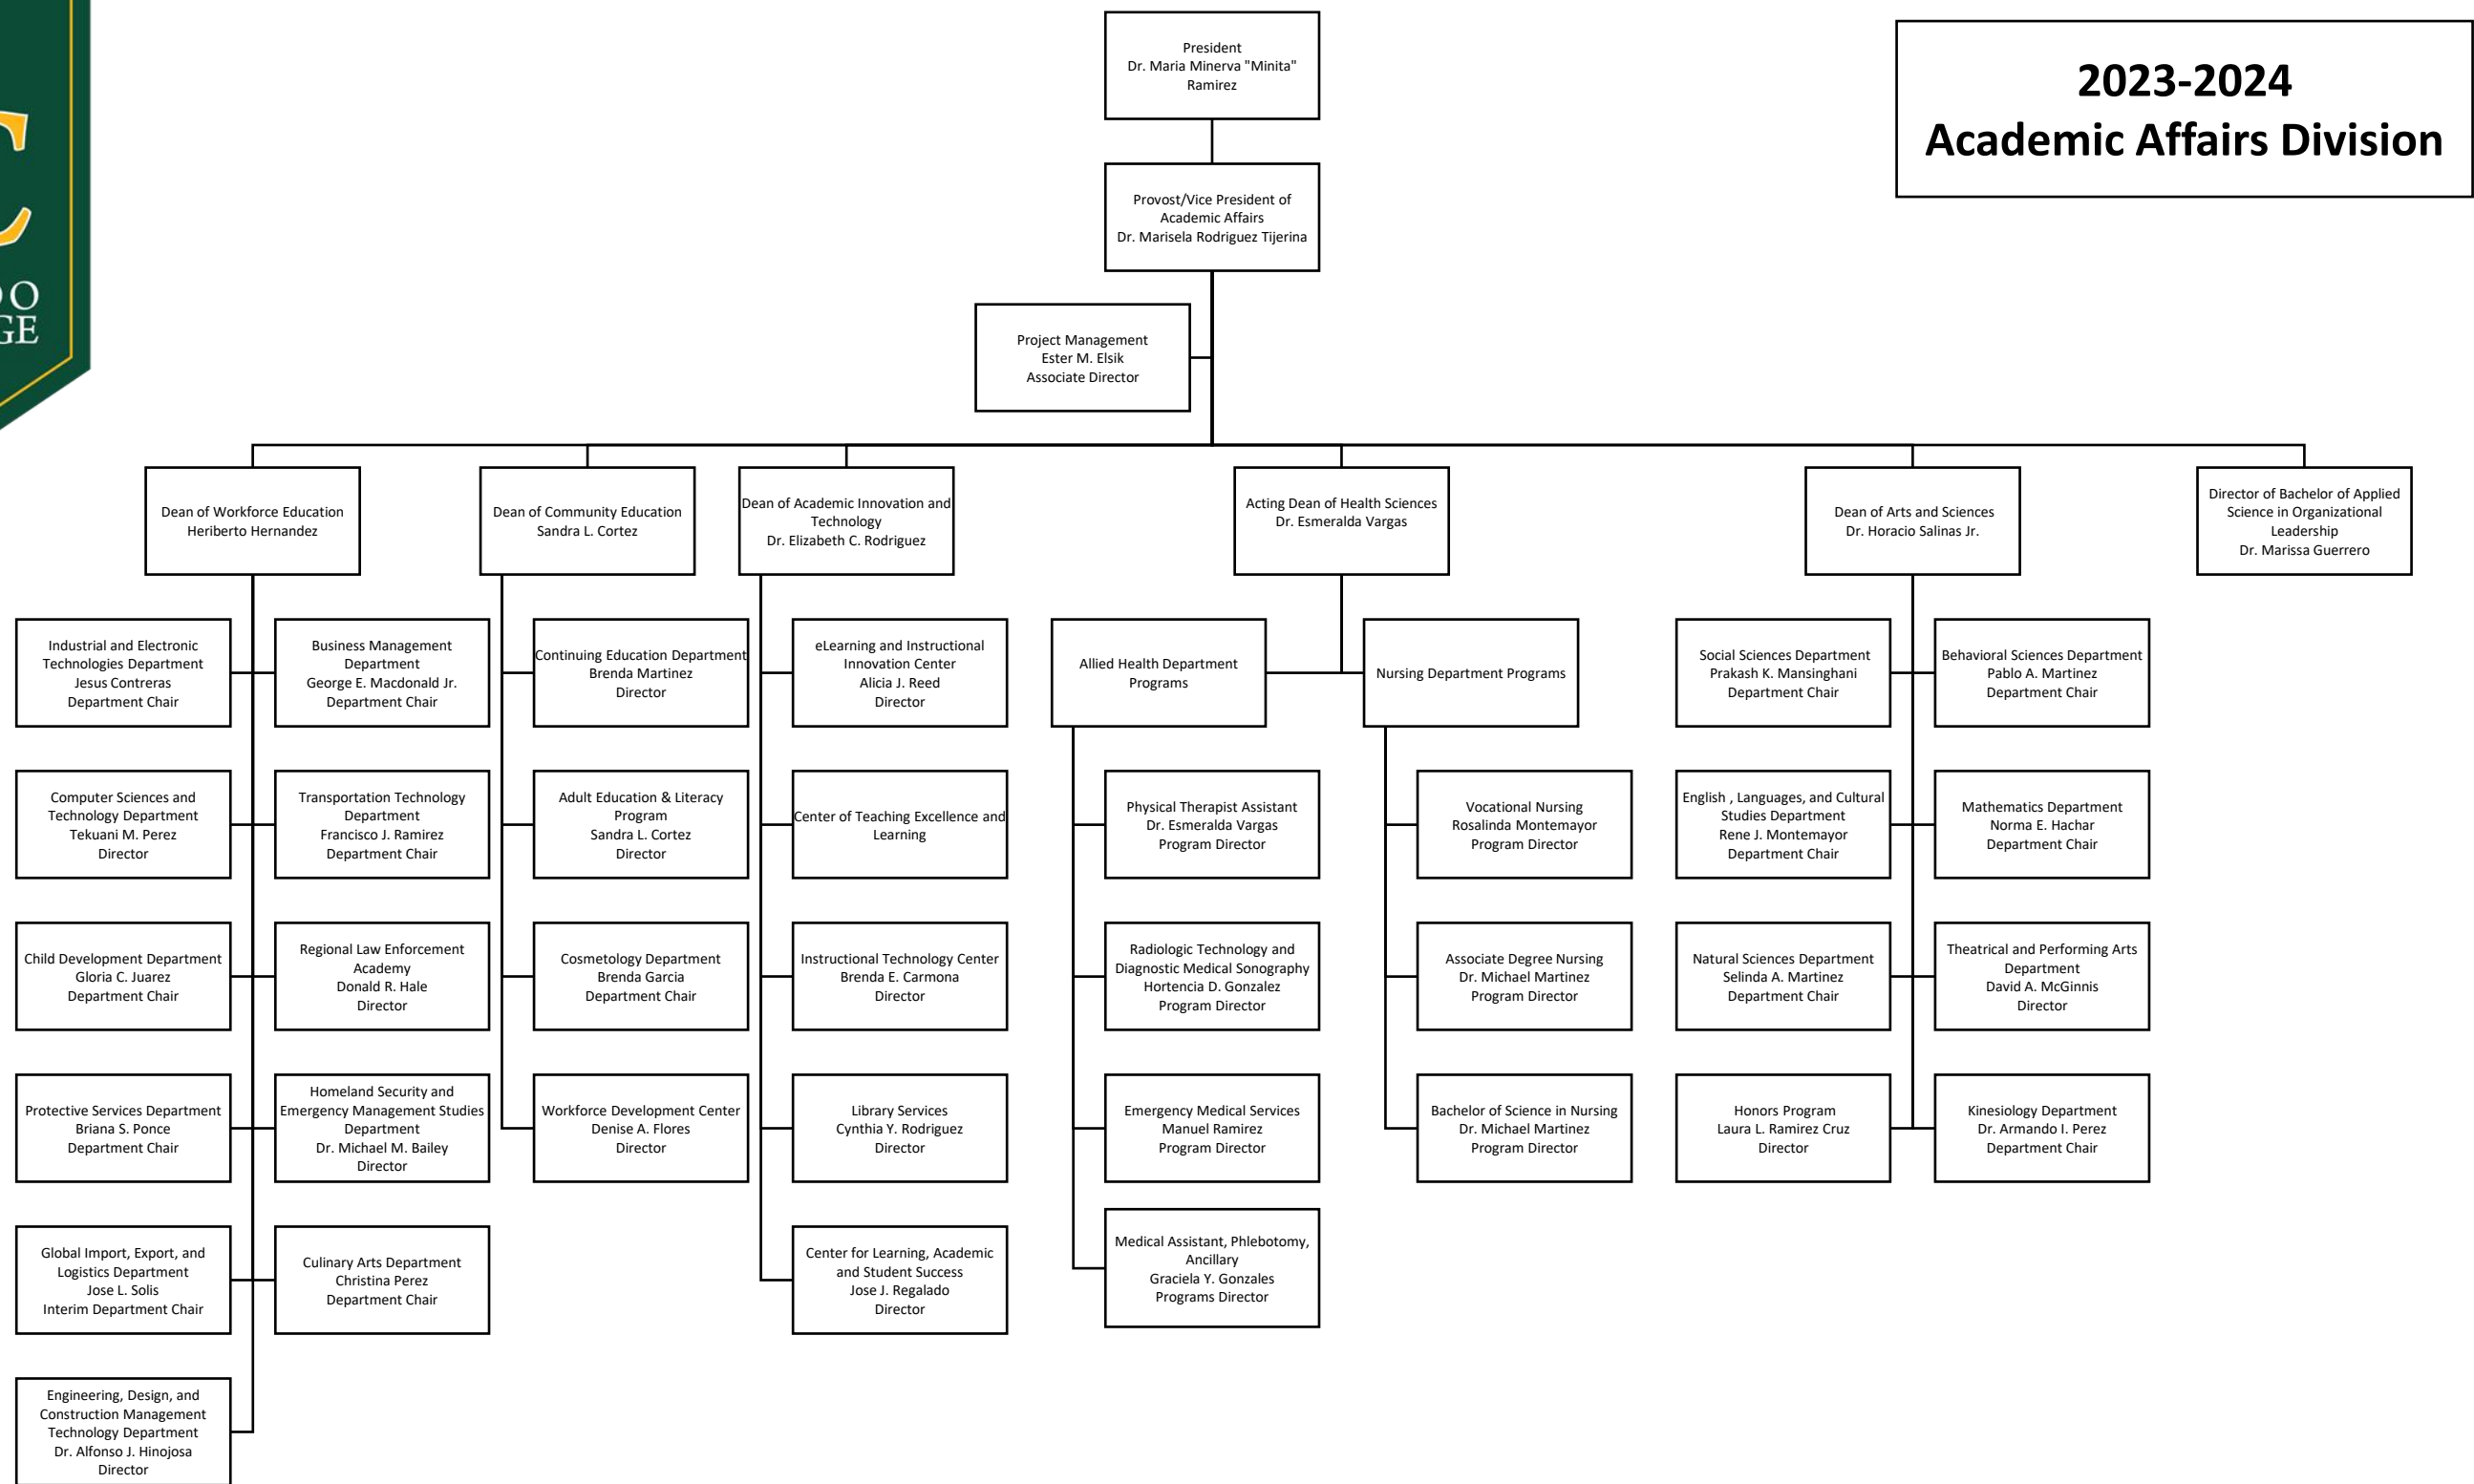 C
DO
GE
President
Dr. Maria Minerva "Minita"
Ramirez
2023-2024
Academic Affairs Division
Provost/Vice President of
Academic Affairs
Dr. Marisela Rodriguez Tijerina
Project Management
Ester M. Elsik
Associate Director
Dean of Workforce Education
Heriberto Hernandez
Dean of Community Education
Sandra L. Cortez
Dean of Academic Innovation and
Technology
Dr. Elizabeth C. Rodriguez
Acting Dean of Health Sciences
Dr. Esmeralda Vargas
Dean of Arts and Sciences
Dr. Horacio Salinas Jr.
Director of Bachelor of Applied
Science in Organizational
Leadership
Dr. Marissa Guerrero
Industrial and Electronic
Technologies Department
Jesus Contreras
Department Chair
Business Management
Department
George E. Macdonald Jr.
Department Chair
Continuing Education Department
Brenda Martinez
Director
eLearning and Instructional
Innovation Center
Alicia J. Reed
Director
Allied Health Department
Programs
Nursing Department Programs
Social Sciences Department
Prakash K. Mansinghani
Department Chair
Behavioral Sciences Department
Pablo A. Martinez
Department Chair
Computer Sciences and
Technology Department
Tekuani M. Perez
Director
Transportation Technology
Department
Francisco J. Ramirez
Department Chair
Adult Education & Literacy
Program
Sandra L. Cortez
Director
Center of Teaching Excellence and
Learning
Physical Therapist Assistant
Dr. Esmeralda Vargas
Program Director
Vocational Nursing
Rosalinda Montemayor
Program Director
English , Languages, and Cultural
Studies Department
Rene J. Montemayor
Department Chair
Mathematics Department
Norma E. Hachar
Department Chair
Child Development Department
Gloria C. Juarez
Department Chair
Regional Law Enforcement
Academy
Donald R. Hale
Director
Cosmetology Department
Brenda Garcia
Department Chair
Instructional Technology Center
Brenda E. Carmona
Director
Radiologic Technology and
Diagnostic Medical Sonography
Hortencia D. Gonzalez
Program Director
Associate Degree Nursing
Dr. Michael Martinez
Program Director
Natural Sciences Department
Selinda A. Martinez
Department Chair
Theatrical and Performing Arts
Department
David A. McGinnis
Director
Protective Services Department
Briana S. Ponce
Department Chair
Homeland Security and
Emergency Management Studies
Department
Dr. Michael M. Bailey
Director
Workforce Development Center
Denise A. Flores
Director
Library Services
Cynthia Y. Rodriguez
Director
Emergency Medical Services
Manuel Ramirez
Program Director
Bachelor of Science in Nursing
Dr. Michael Martinez
Program Director
Honors Program
Laura L. Ramirez Cruz
Director
Kinesiology Department
Dr. Armando I. Perez
Department Chair
Global Import, Export, and
Logistics Department
Jose L. Solis
Interim Department Chair
Culinary Arts Department
Christina Perez
Department Chair
Center for Learning, Academic
and Student Success
Jose J. Regalado
Director
Medical Assistant, Phlebotomy,
Ancillary
Graciela Y. Gonzales
Programs Director
Engineering, Design, and
Construction Management
Technology Department
Dr. Alfonso J. Hinojosa
Director